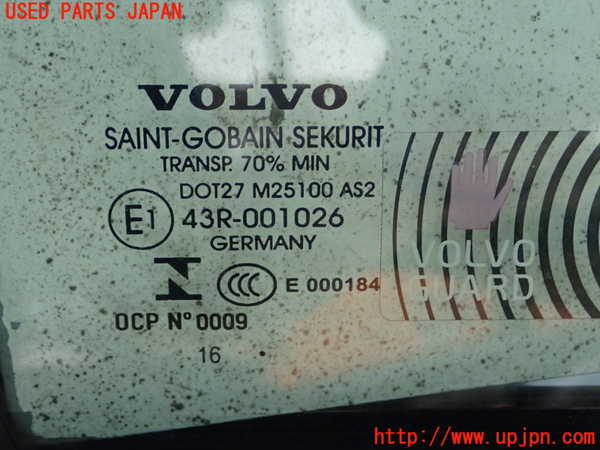 USED PARTS JAPAN.
VOLVO
SAINT-GOBAIN SEKURIT
TRANSP. 70% MIN
DOT27 M25100 AS2
E1 43R-001026
GERMANY
CCC E 000184
OCP Nº 0009
16
VOLVO
GUARD
http://www.upjpn.com/